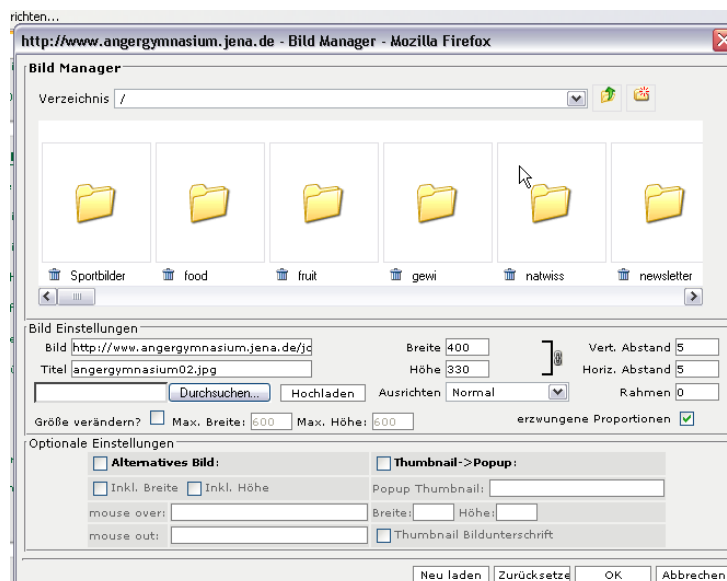 richten...
http://www.angergymnasium.jena.de - Bild Manager - Mozilla Firefox
Bild Manager
Verzeichnis /
Sportbilder food fruit gewi natwiss newsletter
Bild Einstellungen
Bild http://www.angergymnasium.jena.de/jo Breite 400 Vert. Abstand 5
Titel angergymnasium02.jpg Höhe 330 Horiz. Abstand 5
Durchsuchen... Hochladen Ausrichten Normal Rahmen 0
Größe verändern? Max. Breite: 600 Max. Höhe: 600 erzwungene Proportionen
Optionale Einstellungen
Alternatives Bild: Thumbnail->Popup:
Inkl. Breite Inkl. Höhe Popup Thumbnail:
mouse over: Breite: Höhe:
mouse out: Thumbnail Bildunterschrift
Neu laden Zurücksetze OK Abbrechen